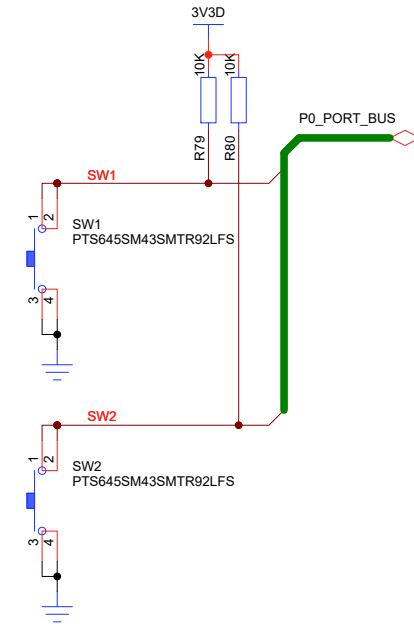 3V3D
10K
10K
R79
R80
P0_PORT_BUS
SW1
1
2
SW1
PTS645SM43SMTR92LFS
3
4
SW2
1
2
SW2
PTS645SM43SMTR92LFS
3
4